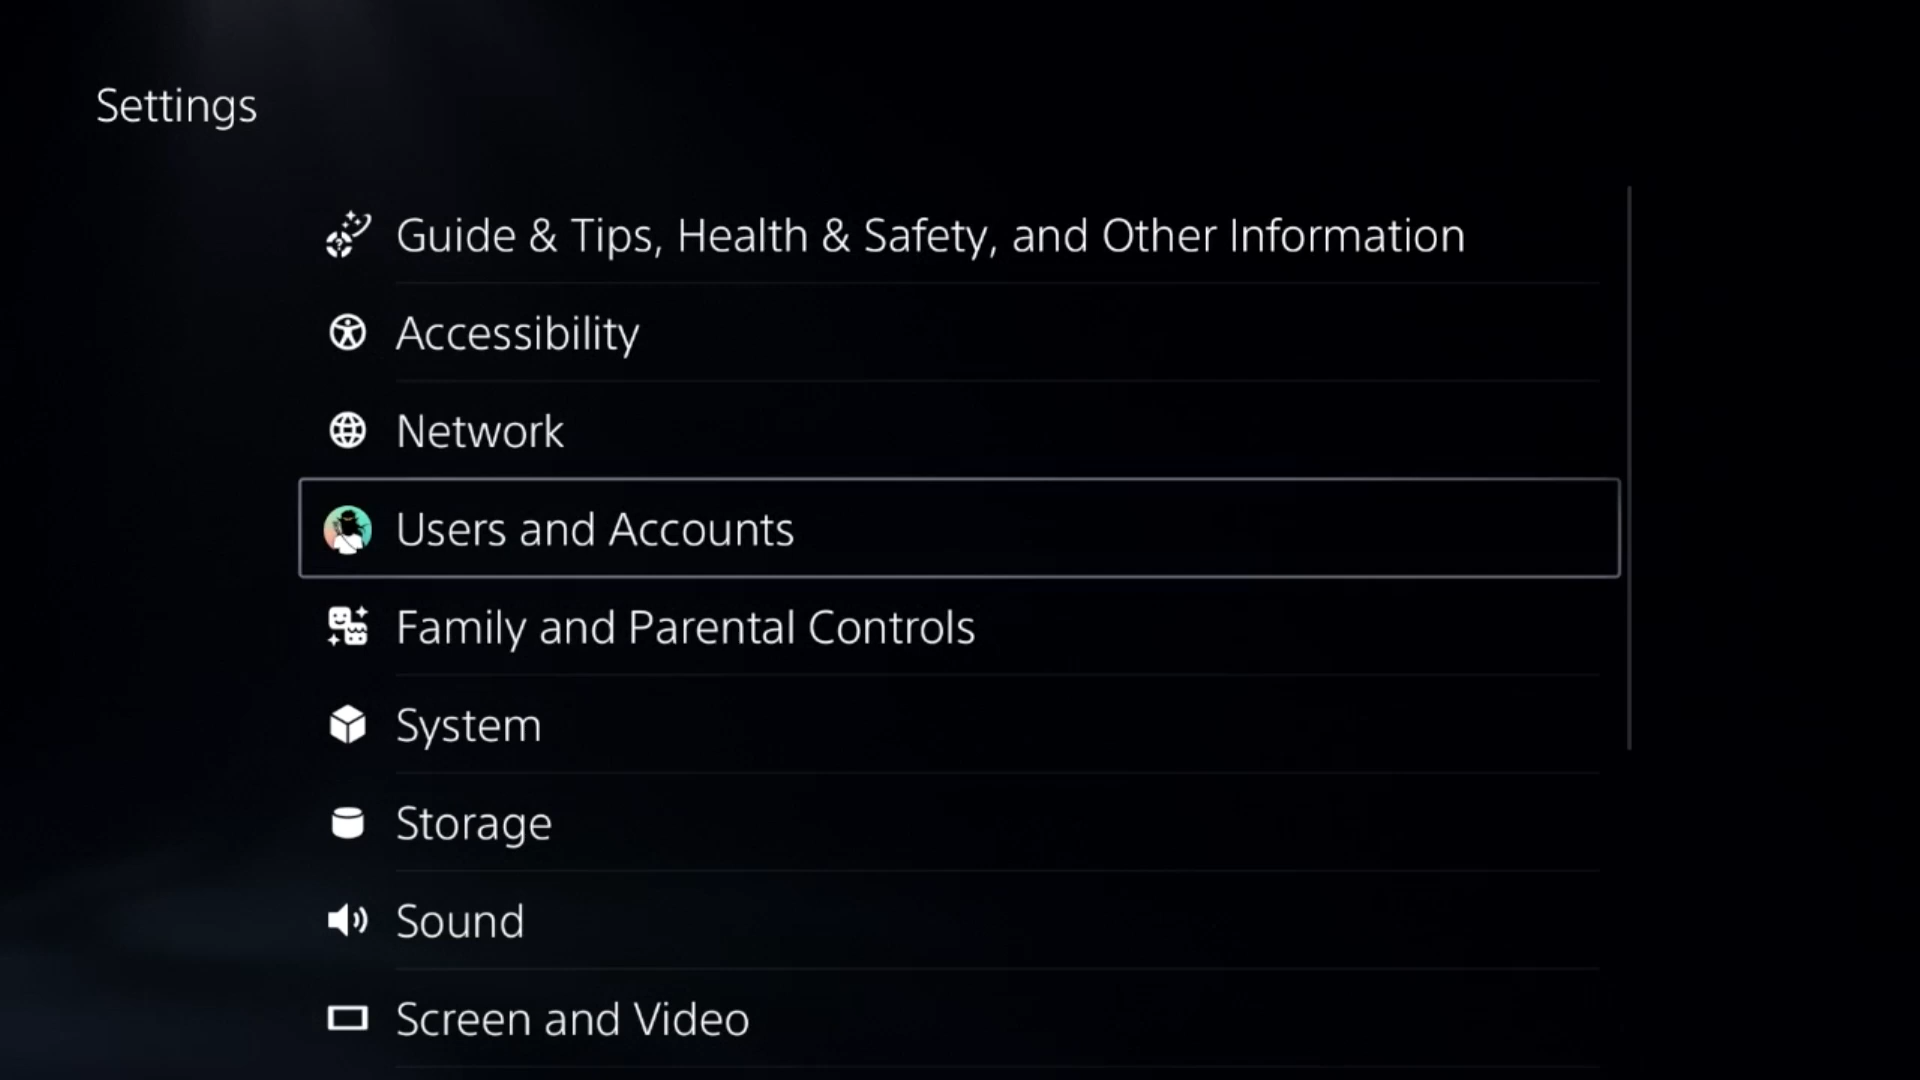 Settings
Guide & Tips, Health & Safety, and Other Information
Accessibility
Network
Users and Accounts
Family and Parental Controls
System
Storage
Sound
Screen and Video